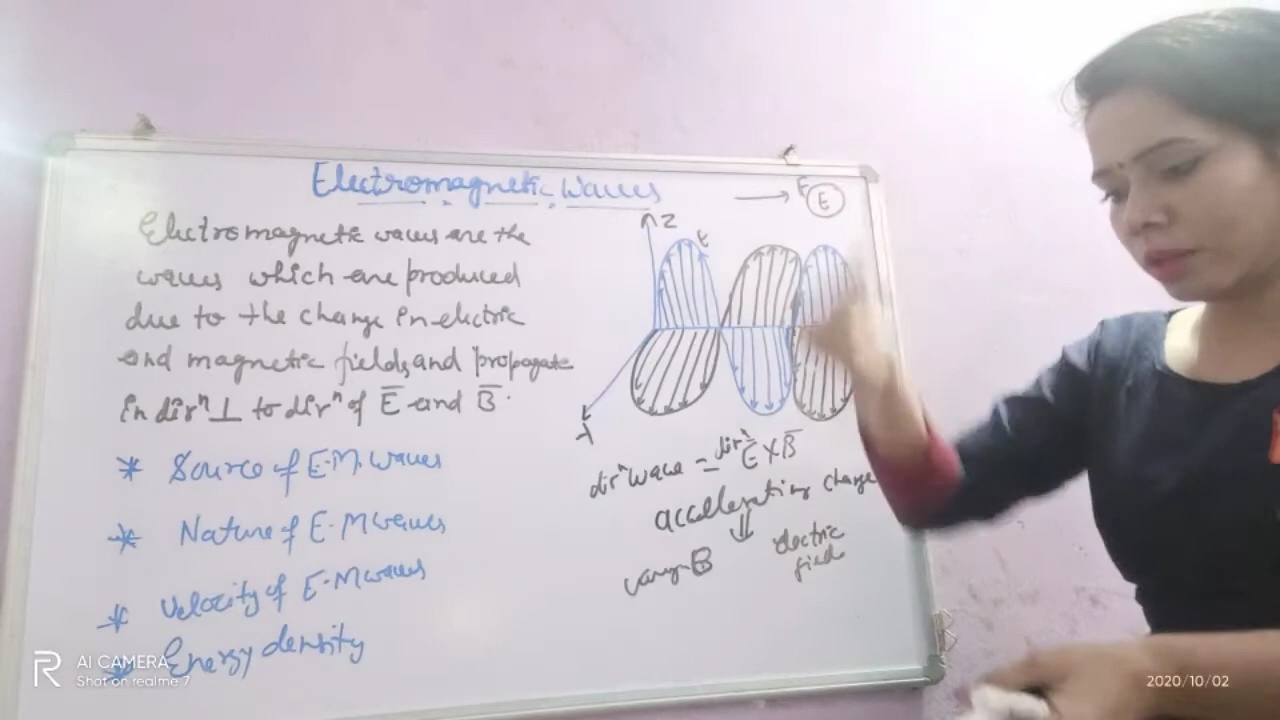 Electromagnetic waves
Electromagnetic waves are the
waves which are produced
due to the change in electric
and magnetic fields, and propagate
in dirⁿ ⊥ to dirⁿ of E̅ and B̅.
* Source of E.M. waves
* Nature of E.M waves
* Velocity of E.M waves
* Energy density
→ E
E
Z
dirⁿ wave = dirⁿ E̅ × B̅
accelerating charge
⇓
B
electric
field
R
AI CAMERA
Shot on realme 7
2020/10/02